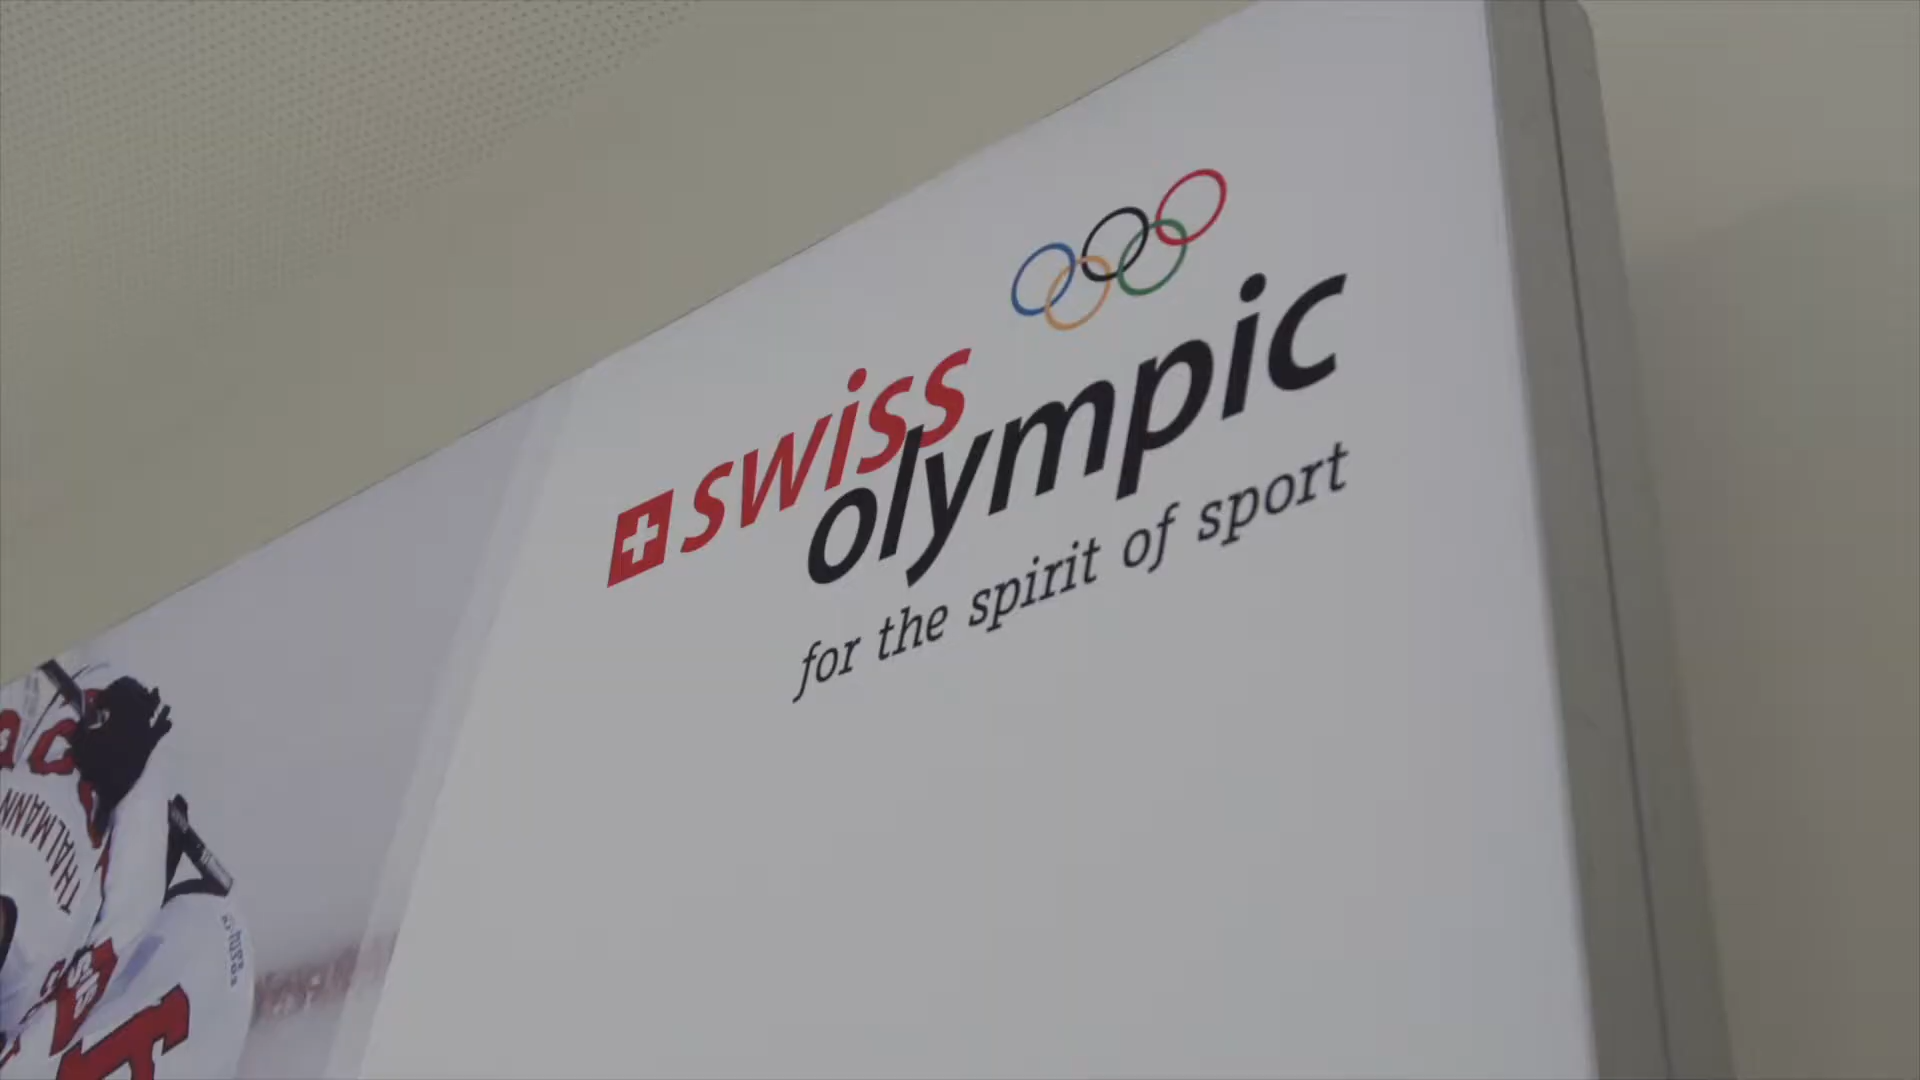 swiss
olympic
for the spirit of sport
THALMANN